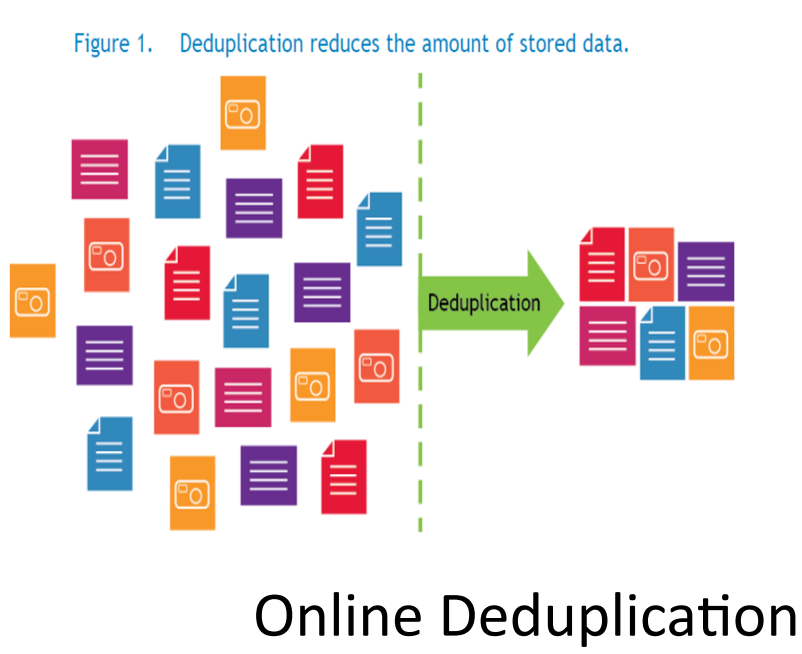 Figure 1. Deduplication reduces the amount of stored data.
Deduplication
Online Deduplication